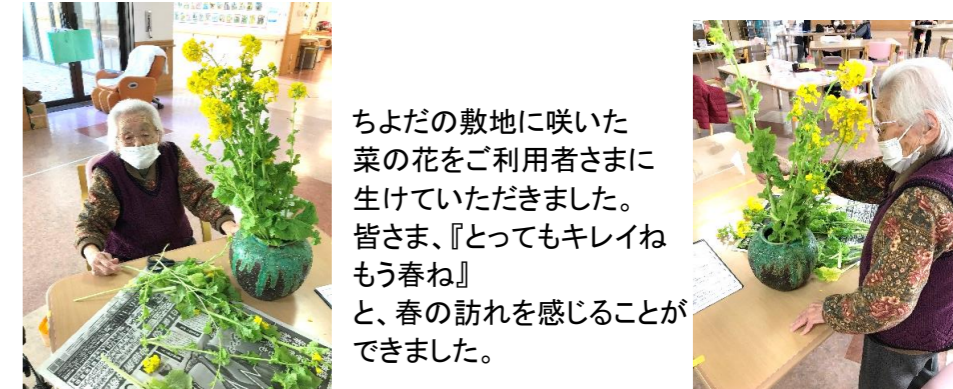 ちよだの敷地に咲いた
菜の花をご利用者さまに
生けていただきました。
皆さま、『とってもキレイね
もう春ね』
と、春の訪れを感じることが
できました。